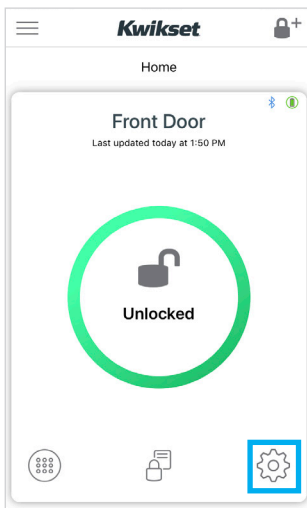 Kwikset
Home
Front Door
Last updated today at 1:50 PM
Unlocked